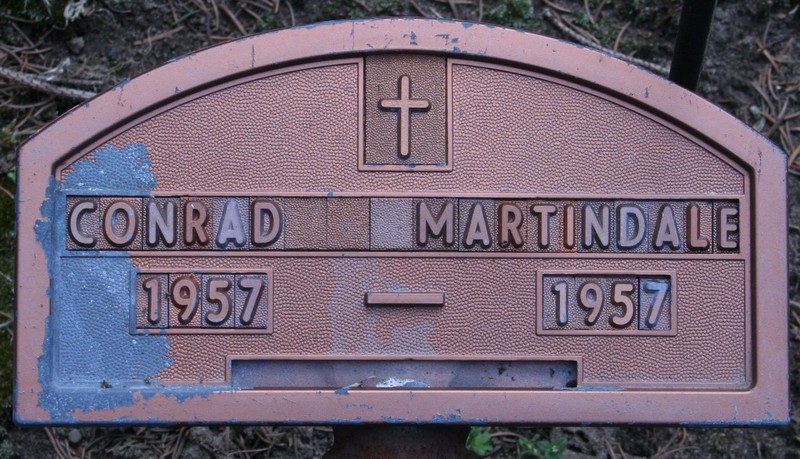 CONRAD MARTINDALE
1957 — 1957